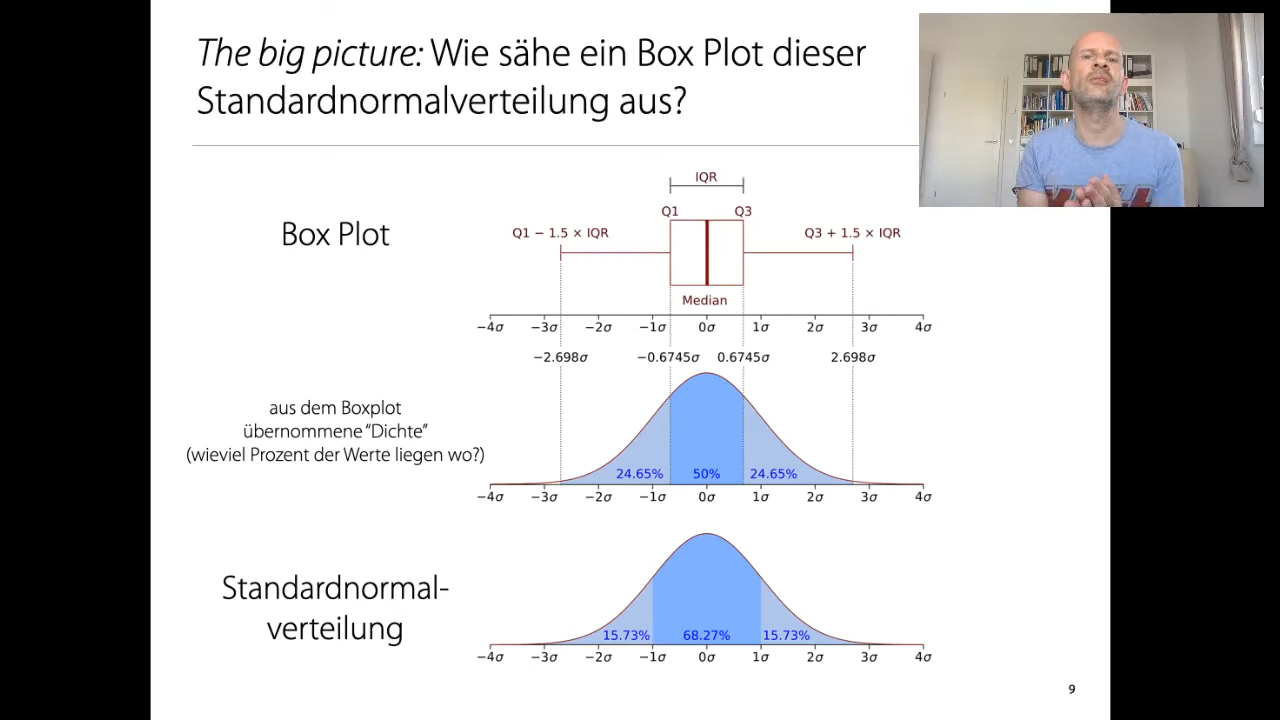 The big picture: Wie sähe ein Box Plot dieser
Standardnormalverteilung aus?
Box Plot
IQR
Q1 Q3
Q1 − 1.5 × IQR Q3 + 1.5 × IQR
Median
−4σ −3σ −2σ −1σ 0σ 1σ 2σ 3σ 4σ
−2.698σ −0.6745σ 0.6745σ 2.698σ
aus dem Boxplot
übernommene “Dichte”
(wieviel Prozent der Werte liegen wo?)
24.65% 50% 24.65%
−4σ −3σ −2σ −1σ 0σ 1σ 2σ 3σ 4σ
Standardnormal-
verteilung
15.73% 68.27% 15.73%
−4σ −3σ −2σ −1σ 0σ 1σ 2σ 3σ 4σ
9